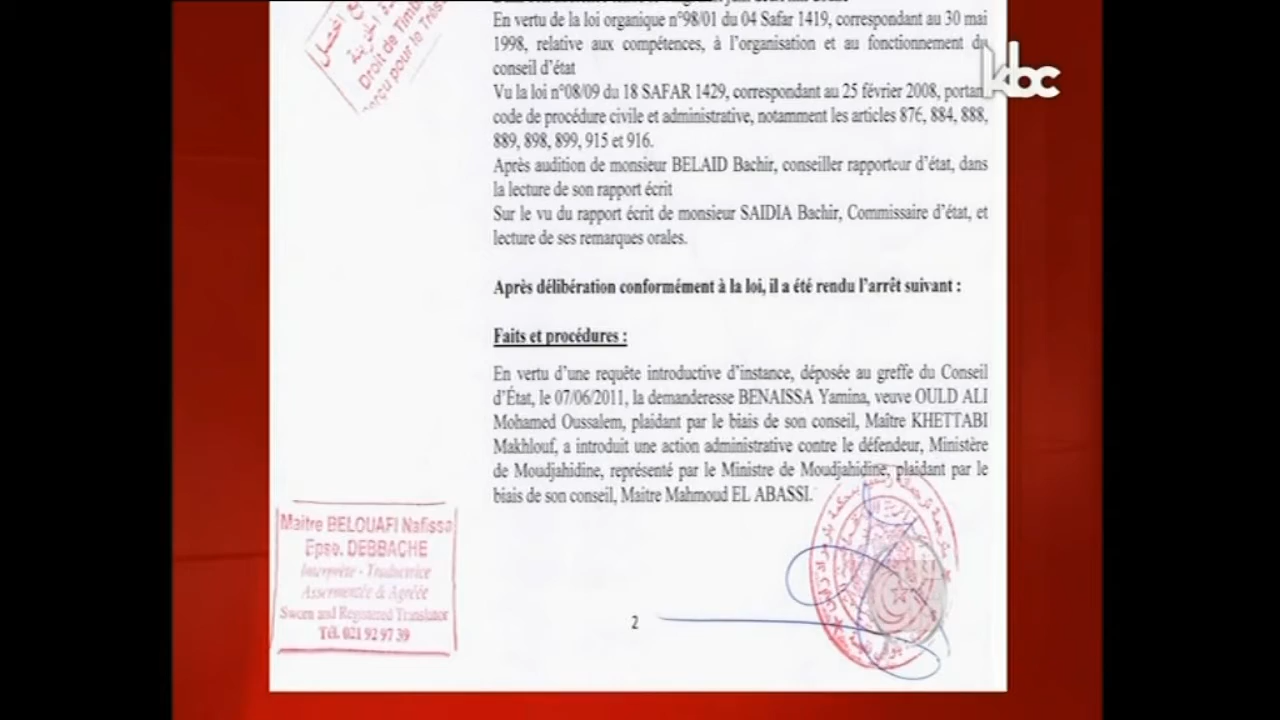 En vertu de la loi organique n°98/01 du 04 Safar 1419, correspondant au 30 mai
1998, relative aux compétences, à l'organisation et au fonctionnement du
conseil d'état
Vu la loi n°08/09 du 18 SAFAR 1429, correspondant au 25 février 2008, portant
code de procédure civile et administrative, notamment les articles 876, 884, 888,
889, 898, 899, 915 et 916.
Après audition de monsieur BELAID Bachir, conseiller rapporteur d'état, dans
la lecture de son rapport écrit
Sur le vu du rapport écrit de monsieur SAIDIA Bachir, Commissaire d'état, et
lecture de ses remarques orales.
Après délibération conformément à la loi, il a été rendu l'arrêt suivant :
Faits et procédures :
En vertu d'une requête introductive d'instance, déposée au greffe du Conseil
d'État, le 07/06/2011, la demanderesse BENAISSA Yamina, veuve OULD ALI
Mohamed Oussalem, plaidant par le biais de son conseil, Maître KHETTABI
Makhlouf, a introduit une action administrative contre le défendeur, Ministère
de Moudjahidine, représenté par le Ministre de Moudjahidine, plaidant par le
biais de son conseil, Maitre Mahmoud EL ABASSI.
2
kbc
Droit de Timbre
perçu pour le Trésor
Maître BELOUAFI Nafissa
Epse. DEBBACHE
Interprète - Traductrice
Assermentée & Agréée
Sworn and Registered Translator
Tél. 021 92 97 39